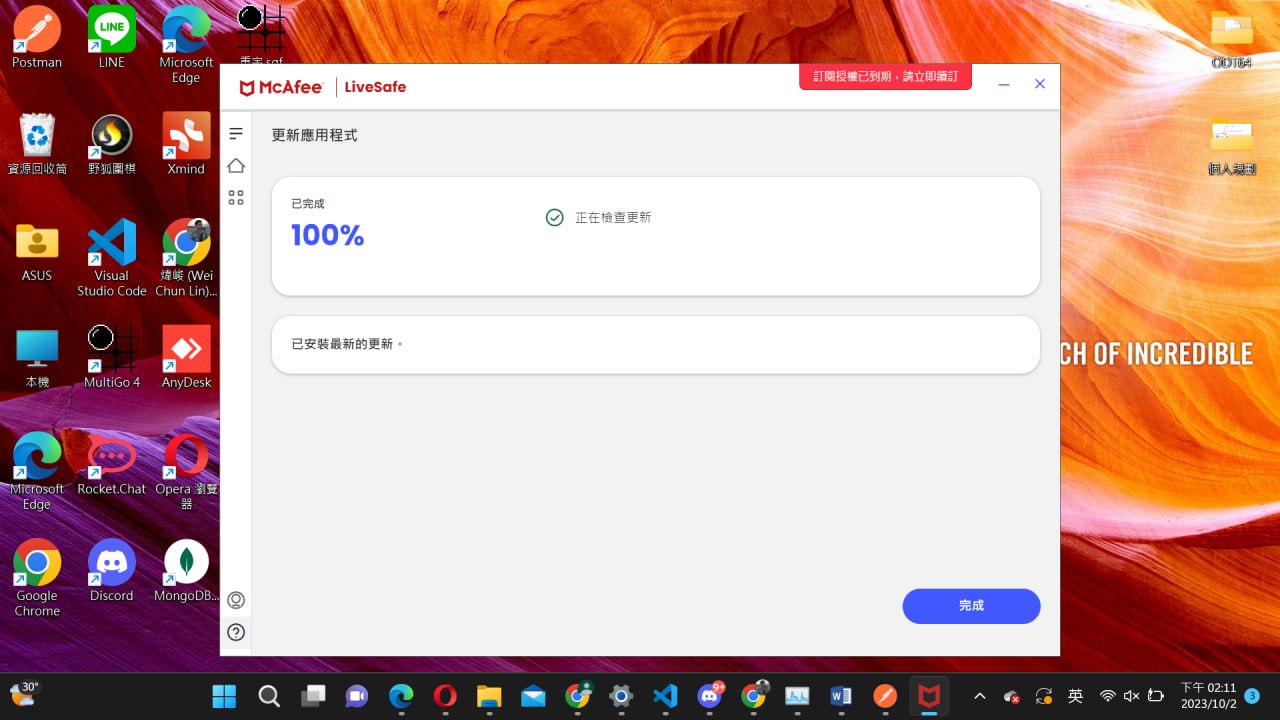 Postman
LINE
Microsoft
Edge
資源回收筒
野狐圍棋
Xmind
ASUS
Visual
Studio Code
煒峻 (Wei
Chun Lin)...
本機
MultiGo 4
AnyDesk
Microsoft
Edge
Rocket.Chat
Opera 瀏覽
器
Google
Chrome
Discord
MongoDB...
ODT64
個人規劃
McAfee
LiveSafe
訂閱授權已到期，請立即續訂
更新應用程式
已完成
100%
正在檢查更新
已安裝最新的更新。
完成
CH OF INCREDIBLE
30°
9+
英
下午 02:11
2023/10/2
3